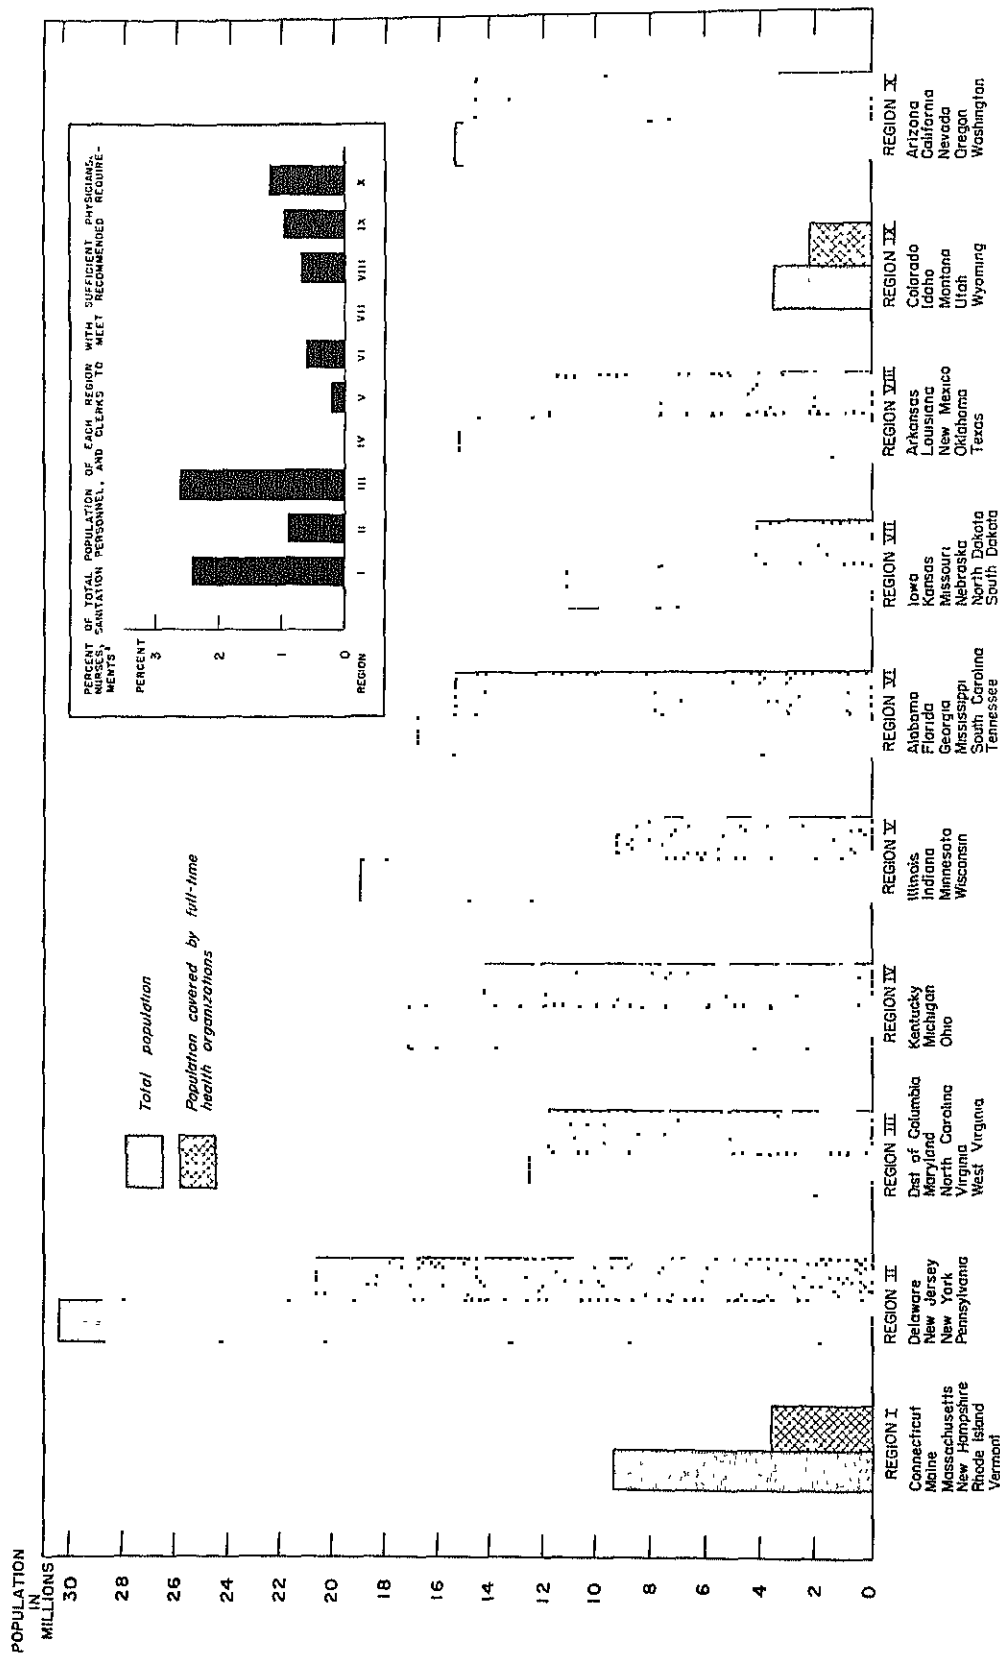 POPULATION
IN
MILLIONS
30
28
26
24
22
20
18
16
14
12
10
8
6
4
2
0
Total population
Population covered by full-time
health organizations
PERCENT OF TOTAL POPULATION OF EACH REGION WITH SUFFICIENT PHYSICIANS,
NURSES, SANITATION PERSONNEL, AND CLERKS TO MEET RECOMMENDED REQUIRE-
MENTS
PERCENT
3
2
1
0
REGION
I II III IV V VI VII VIII IX X
REGION I
Connecticut
Maine
Massachusetts
New Hampshire
Rhode Island
Vermont
REGION II
Delaware
New Jersey
New York
Pennsylvania
REGION III
Dist of Columbia
Maryland
North Carolina
Virginia
West Virginia
REGION IV
Kentucky
Michigan
Ohio
REGION V
Illinois
Indiana
Minnesota
Wisconsin
REGION VI
Alabama
Florida
Georgia
Mississippi
South Carolina
Tennessee
REGION VII
Iowa
Kansas
Missouri
Nebraska
North Dakota
South Dakota
REGION VIII
Arkansas
Louisiana
New Mexico
Oklahoma
Texas
REGION IX
Colorado
Idaho
Montana
Utah
Wyoming
REGION X
Arizona
California
Nevada
Oregon
Washington